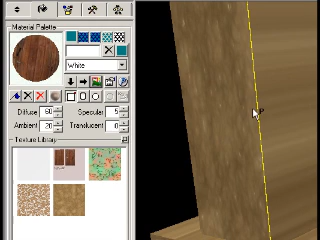 Material Palette
White
Diffuse 60 Specular 5
Ambient 20 Translucent 0
Texture Library